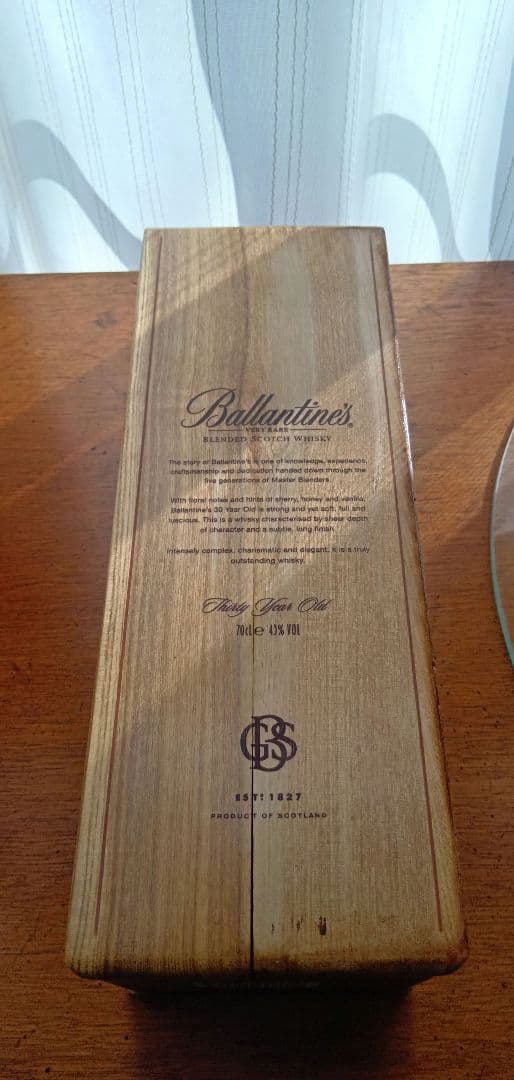 Ballantine's
VERY RARE
BLENDED SCOTCH WHISKY
The story of Ballantine's is one of knowledge, experience,
craftsmanship and dedication handed down through the
five generations of Master Blenders.
With floral notes and hints of sherry, honey and vanilla,
Ballantine's 30 Year Old is strong and yet soft, full and
luscious. This is a whisky characterised by sheer depth
of character and a subtle, long finish.
Intensely complex, charismatic and elegant, it is a truly
outstanding whisky.
Thirty Year Old
70cl e 43% VOL
GBS
ESTD 1827
PRODUCT OF SCOTLAND